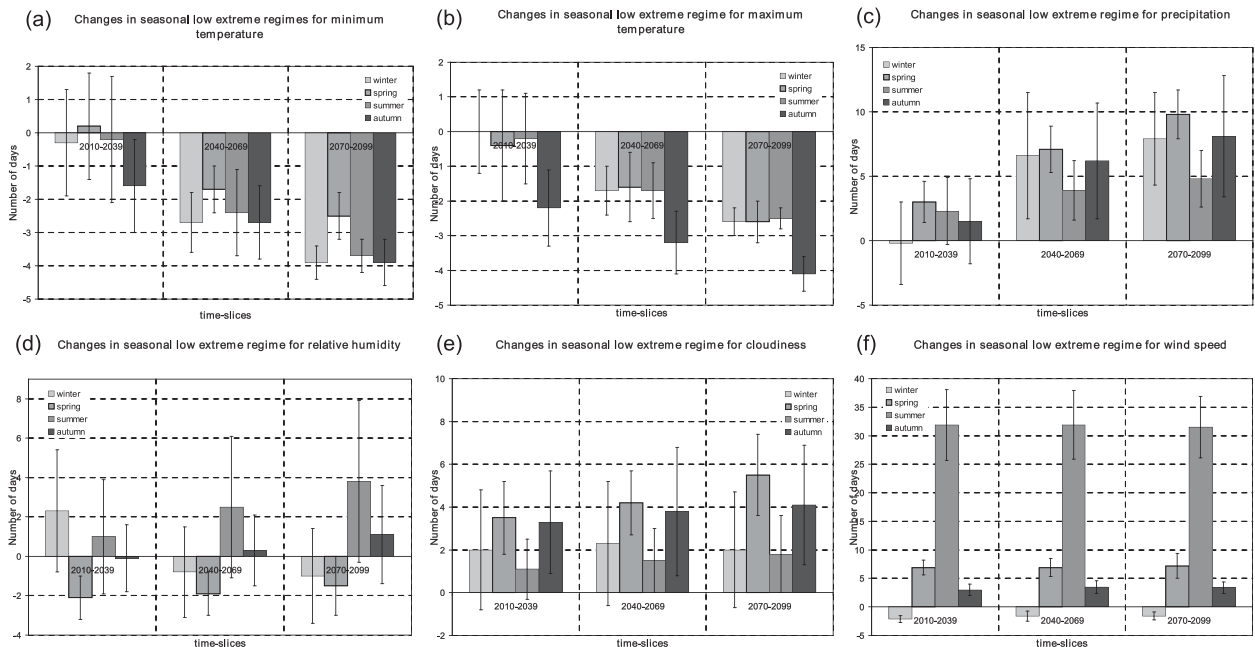 (a)
Changes in seasonal low extreme regimes for minimum
temperature
2
1
0
-1
-2
-3
-4
-5
Number of days
winter
spring
summer
autumn
2010-2039
2040-2069
2070-2099
time-slices
(b)
Changes in seasonal low extreme regime for maximum
temperature
2
1
0
-1
-2
-3
-4
-5
Number of days
winter
spring
summer
autumn
2010-2039
2040-2069
2070-2099
time-slices
(c)
Changes in seasonal low extreme regime for precipitation
15
10
5
0
-5
Number of days
winter
spring
summer
autumn
2010-2039
2040-2069
2070-2099
time-slices
(d)
Changes in seasonal low extreme regime for relative humidity
8
6
4
2
0
-2
-4
Number of days
winter
spring
summer
autumn
2010-2039
2040-2069
2070-2099
time-slices
(e)
Changes in seasonal low extreme regime for cloudiness
10
8
6
4
2
0
-2
Number of days
winter
spring
summer
autumn
2010-2039
2040-2069
2070-2099
time-slices
(f)
Changes in seasonal low extreme regime for wind speed
40
35
30
25
20
15
10
5
0
-5
Number of days
winter
spring
summer
autumn
2010-2039
2040-2069
2070-2099
time-slices